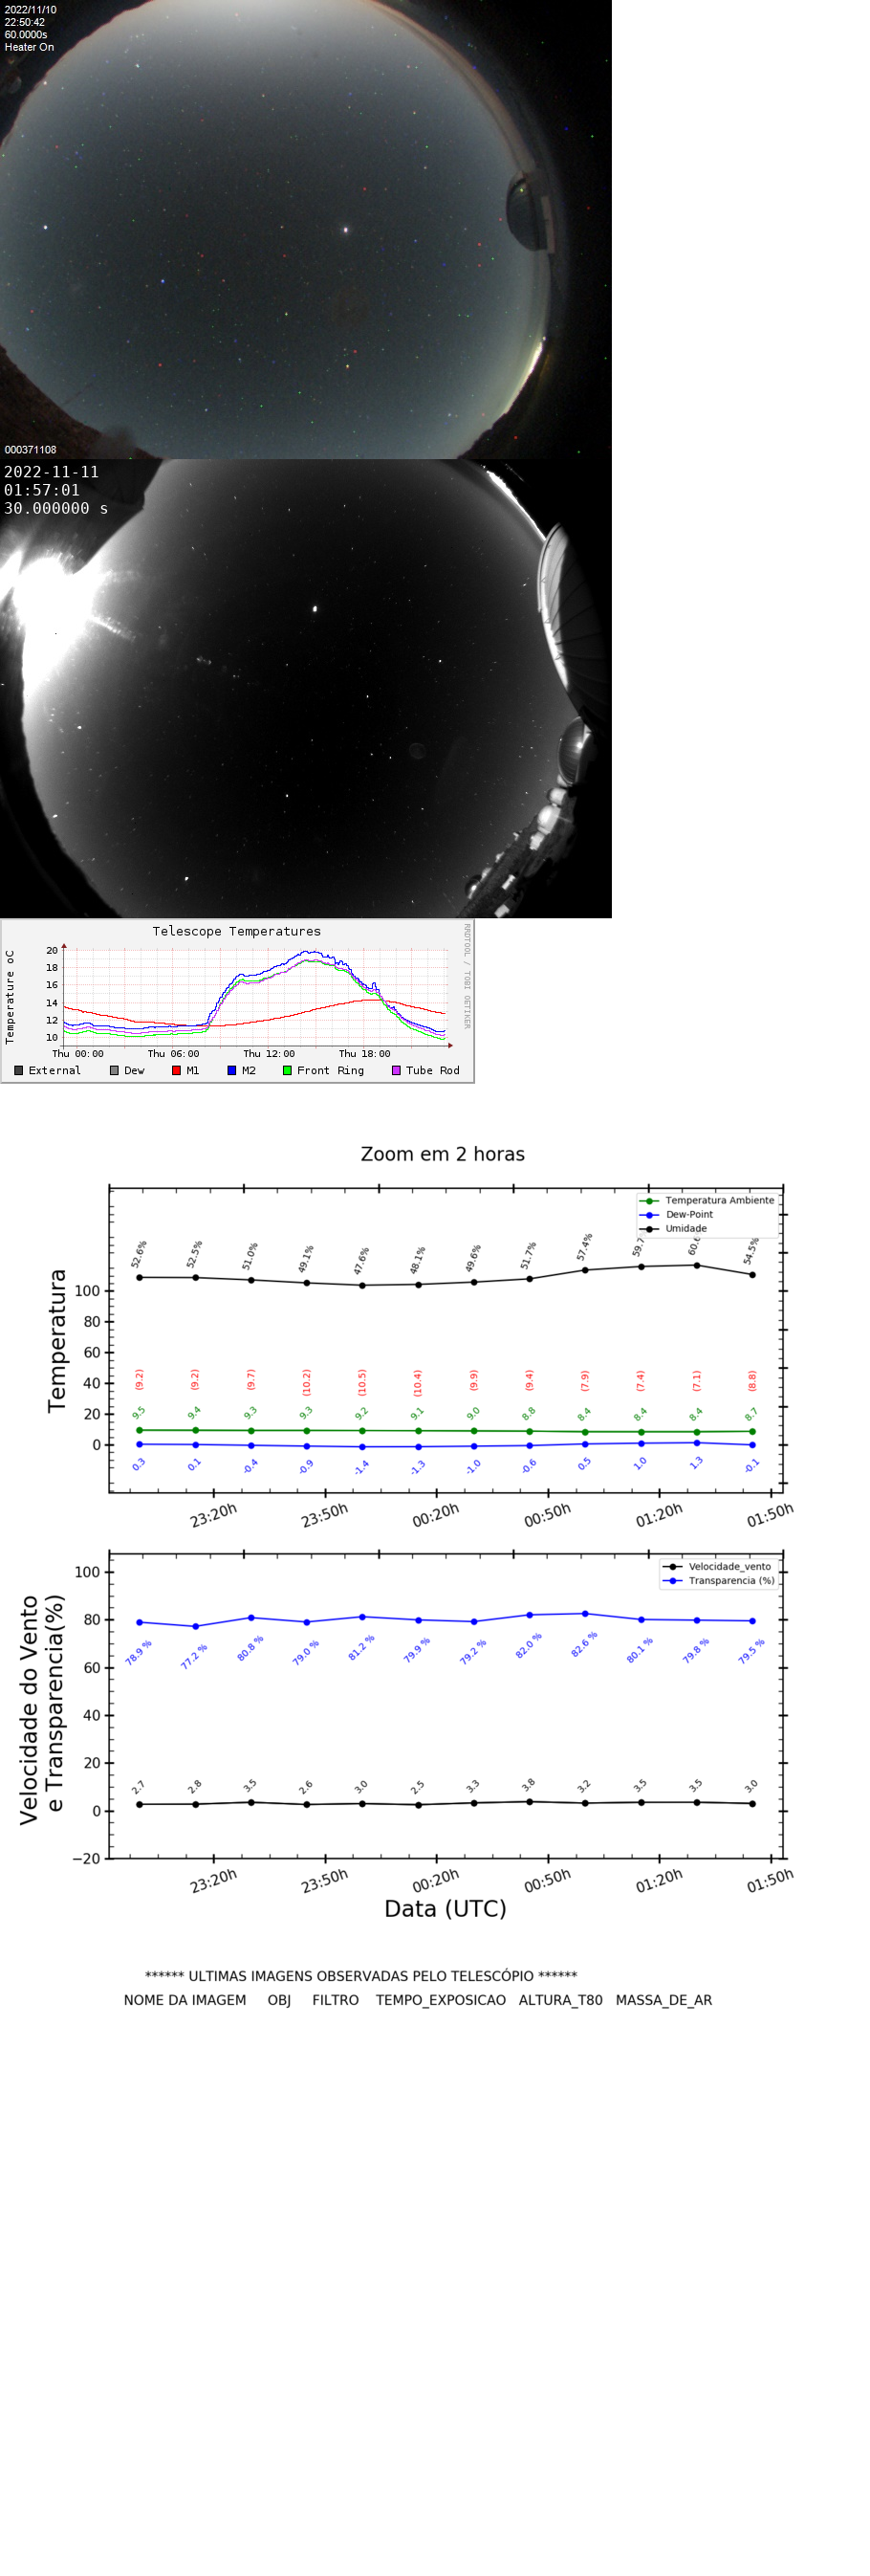 2022/11/10
22:50:42
60.0000s
Heater On
000371108
2022-11-11
01:57:01
30.000000 s
Telescope Temperatures
RRDTOOL / TOBI OETIKER
Temperature oC
20
18
16
14
12
10
Thu 00:00 Thu 06:00 Thu 12:00 Thu 18:00
External Dew M1 M2 Front Ring Tube Rod
Zoom em 2 horas
Temperatura Ambiente
Dew-Point
Umidade
52.6% 52.5% 51.0% 49.1% 47.6% 48.1% 49.6% 51.7% 57.4% 59.7 60.6 54.5%
Temperatura
100
80
60
40
20
0
(9.2) (9.2) (9.7) (10.2) (10.5) (10.4) (9.9) (9.4) (7.9) (7.4) (7.1) (8.8)
9.5 9.4 9.3 9.3 9.2 9.1 9.0 8.8 8.4 8.4 8.4 8.7
0.3 0.1 -0.4 -0.9 -1.4 -1.3 -1.0 -0.6 0.5 1.0 1.3 -0.1
23:20h 23:50h 00:20h 00:50h 01:20h 01:50h
Velocidade_vento
Transparencia (%)
Velocidade do Vento
e Transparencia(%)
100
80
60
40
20
0
−20
78.9 % 77.2 % 80.8 % 79.0 % 81.2 % 79.9 % 79.2 % 82.0 % 82.6 % 80.1 % 79.8 % 79.5 %
2.7 2.8 3.5 2.6 3.0 2.5 3.3 3.8 3.2 3.5 3.5 3.0
23:20h 23:50h 00:20h 00:50h 01:20h 01:50h
Data (UTC)
****** ULTIMAS IMAGENS OBSERVADAS PELO TELESCÓPIO ******
NOME DA IMAGEM OBJ FILTRO TEMPO_EXPOSICAO ALTURA_T80 MASSA_DE_AR